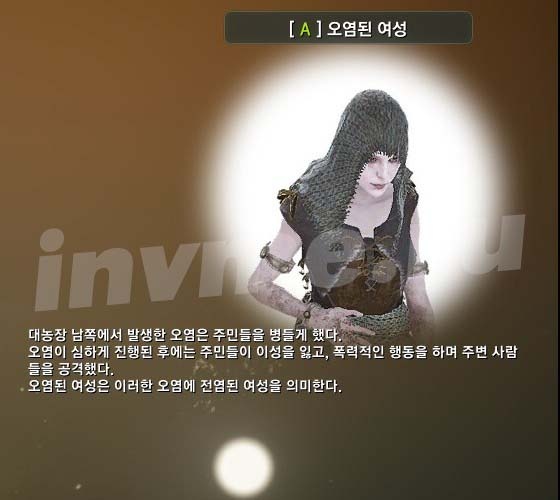 [ A ] 오염된 여성
대농장 남쪽에서 발생한 오염은 주민들을 병들게 했다.
오염이 심하게 진행된 후에는 주민들이 이성을 잃고, 폭력적인 행동을 하며 주변 사람
들을 공격했다.
오염된 여성은 이러한 오염에 전염된 여성을 의미한다.